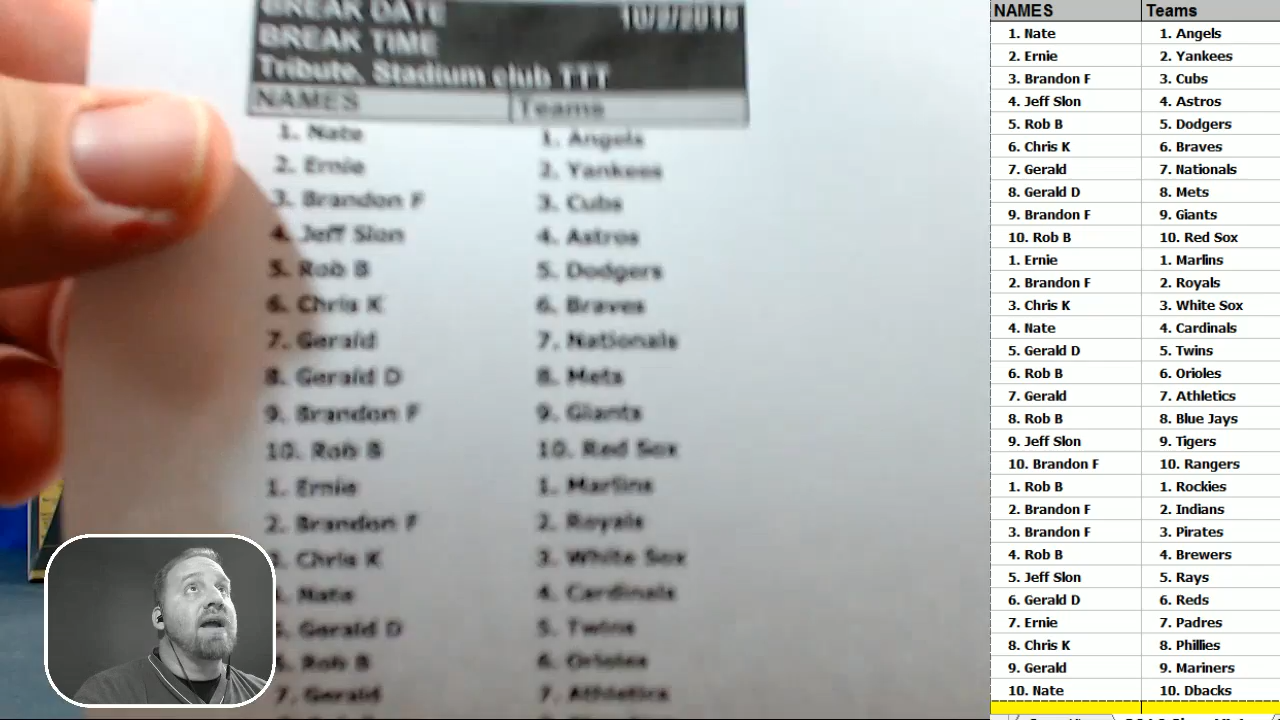 BREAK DATE 10/2/2018
BREAK TIME
Tribute, Stadium club TTT
NAMES Teams
1. Nate 1. Angels
2. Ernie 2. Yankees
3. Brandon F 3. Cubs
4. Jeff Slon 4. Astros
5. Rob B 5. Dodgers
6. Chris K 6. Braves
7. Gerald 7. Nationals
8. Gerald D 8. Mets
9. Brandon F 9. Giants
10. Rob B 10. Red Sox
1. Ernie 1. Marlins
2. Brandon F 2. Royals
Chris K 3. White Sox
Nate 4. Cardinals
Gerald D 5. Twins
Rob B 6. Orioles
7. Gerald 7. Athletics
NAMES Teams
1. Nate 1. Angels
2. Ernie 2. Yankees
3. Brandon F 3. Cubs
4. Jeff Slon 4. Astros
5. Rob B 5. Dodgers
6. Chris K 6. Braves
7. Gerald 7. Nationals
8. Gerald D 8. Mets
9. Brandon F 9. Giants
10. Rob B 10. Red Sox
1. Ernie 1. Marlins
2. Brandon F 2. Royals
3. Chris K 3. White Sox
4. Nate 4. Cardinals
5. Gerald D 5. Twins
6. Rob B 6. Orioles
7. Gerald 7. Athletics
8. Rob B 8. Blue Jays
9. Jeff Slon 9. Tigers
10. Brandon F 10. Rangers
1. Rob B 1. Rockies
2. Brandon F 2. Indians
3. Brandon F 3. Pirates
4. Rob B 4. Brewers
5. Jeff Slon 5. Rays
6. Gerald D 6. Reds
7. Ernie 7. Padres
8. Chris K 8. Phillies
9. Gerald 9. Mariners
10. Nate 10. Dbacks